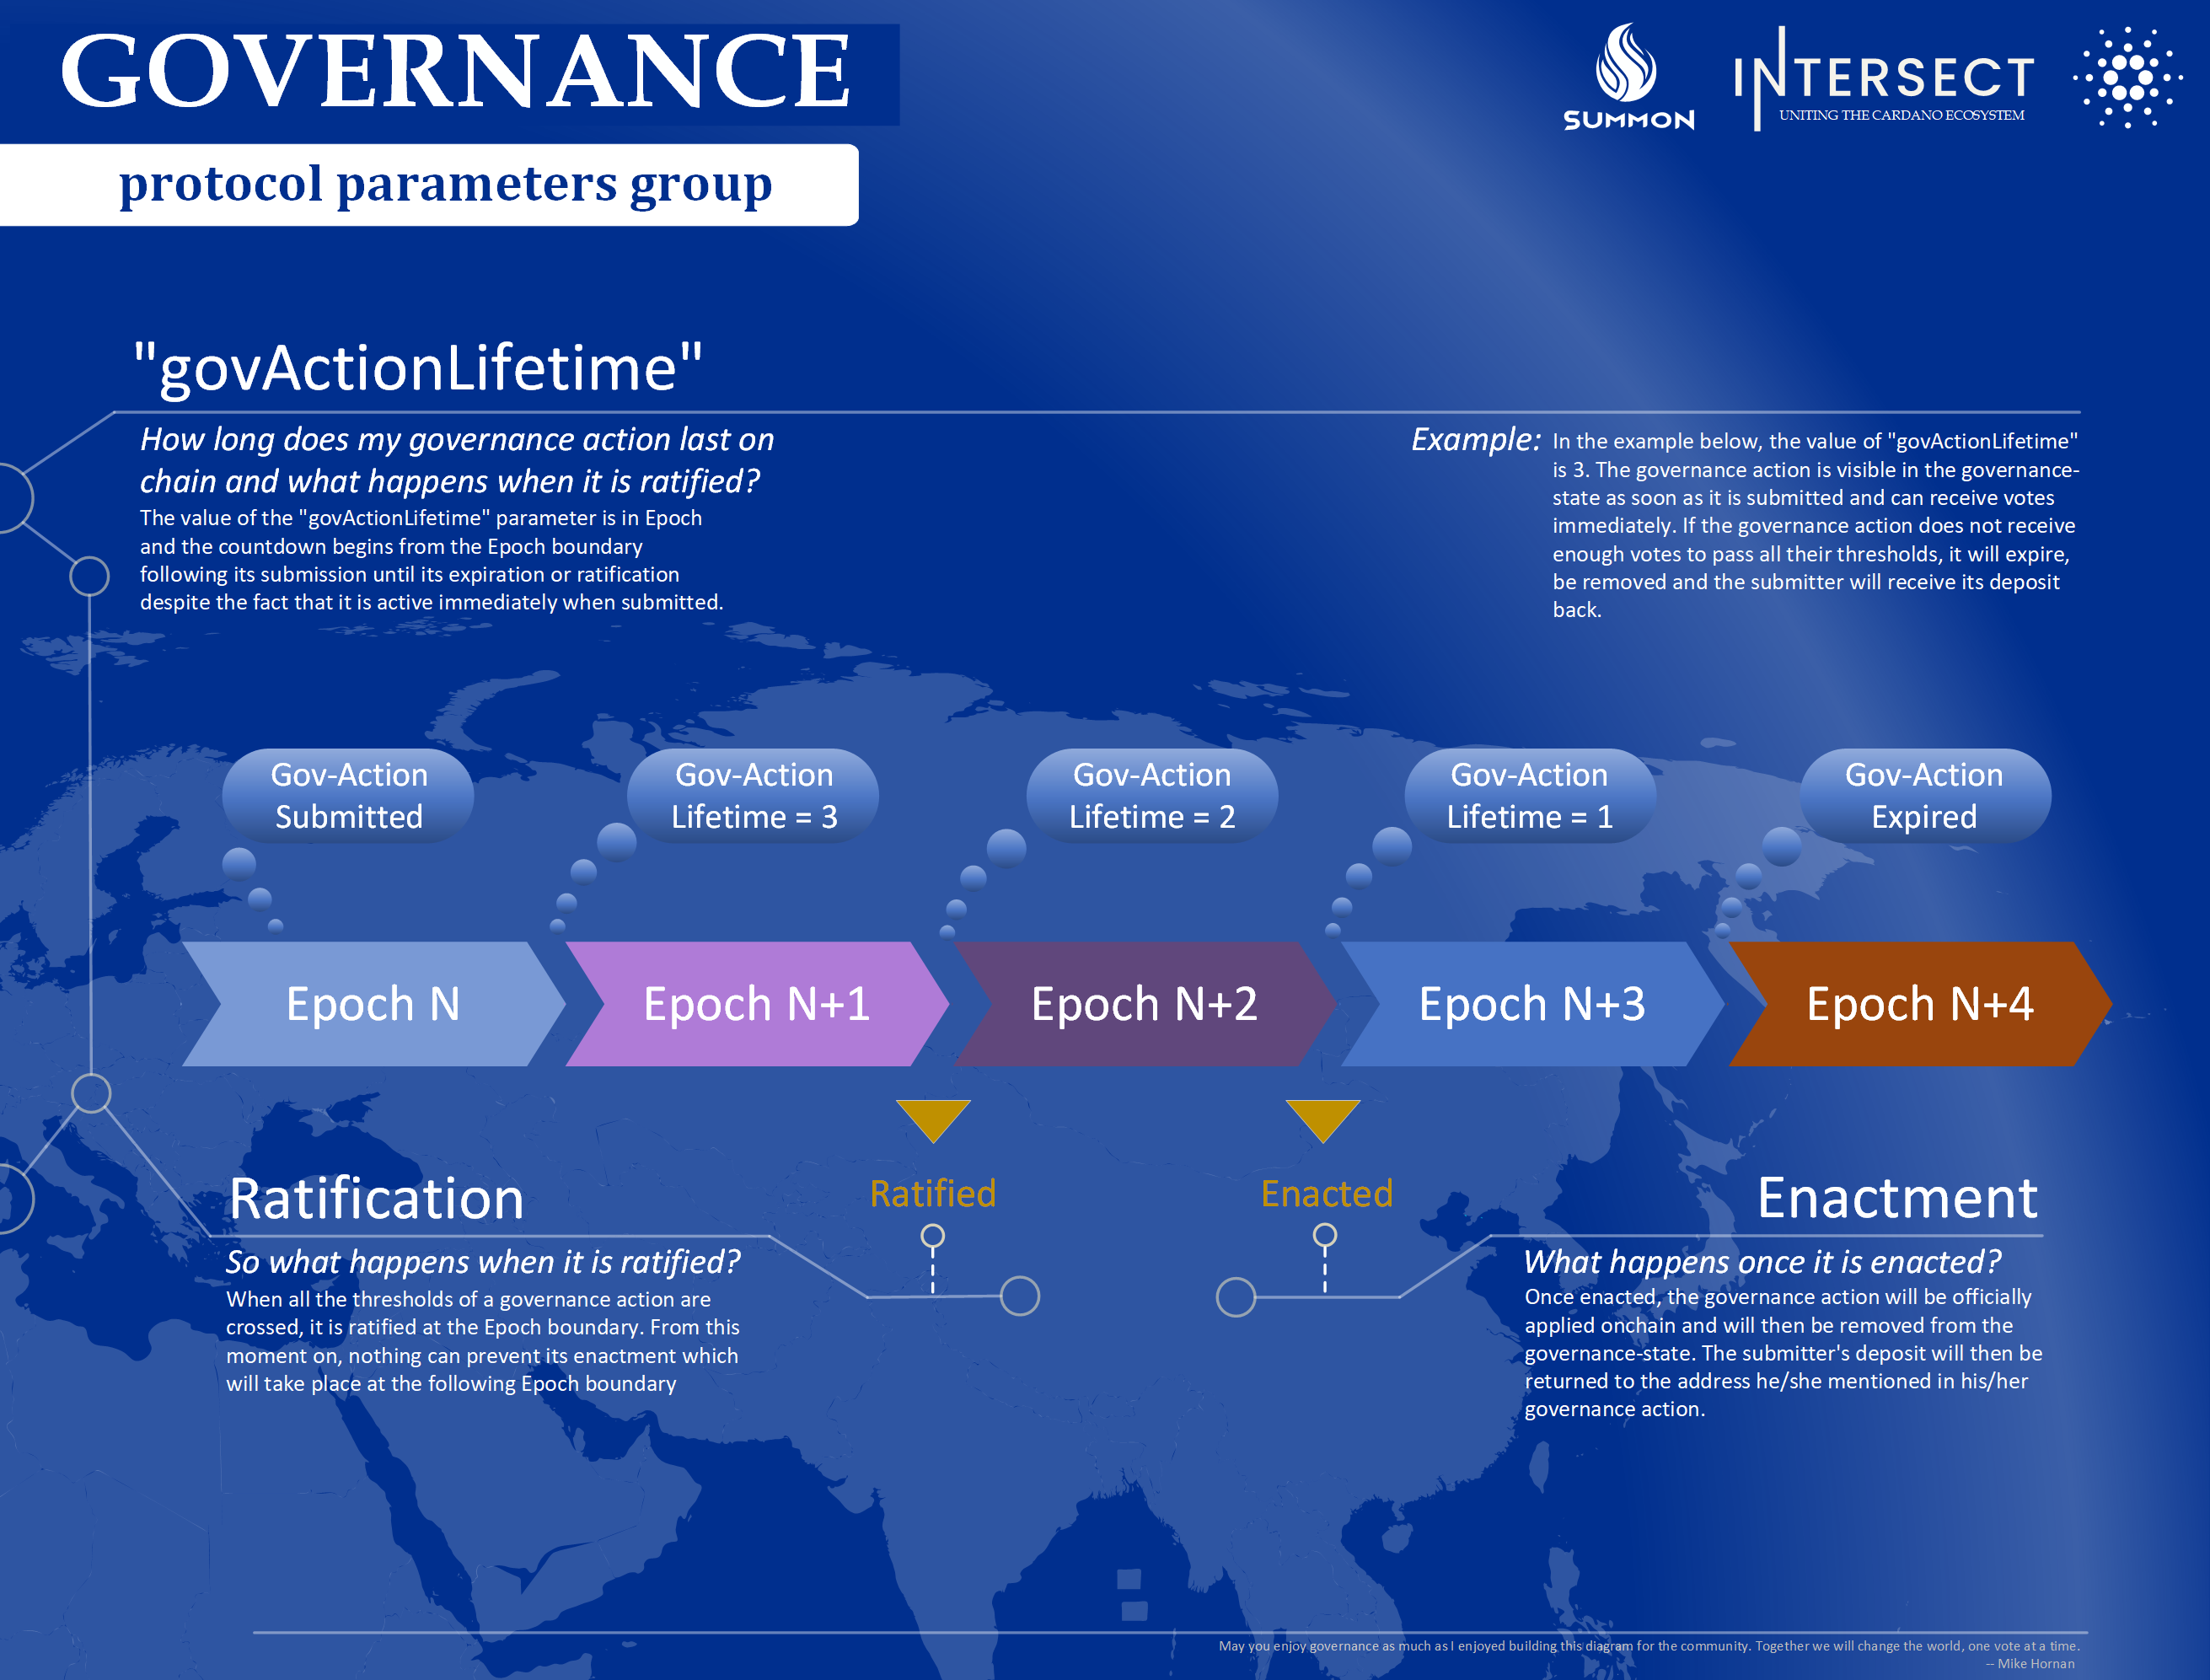 GOVERNANCE
SUMMON
INTERSECT
UNITING THE CARDANO ECOSYSTEM
protocol parameters group
"govActionLifetime"
How long does my governance action last on
chain and what happens when it is ratified?
The value of the "govActionLifetime" parameter is in Epoch
and the countdown begins from the Epoch boundary
following its submission until its expiration or ratification
despite the fact that it is active immediately when submitted.
Example:
In the example below, the value of "govActionLifetime"
is 3. The governance action is visible in the governance-
state as soon as it is submitted and can receive votes
immediately. If the governance action does not receive
enough votes to pass all their thresholds, it will expire,
be removed and the submitter will receive its deposit
back.
Gov-Action
Submitted
Gov-Action
Lifetime = 3
Gov-Action
Lifetime = 2
Gov-Action
Lifetime = 1
Gov-Action
Expired
Epoch N
Epoch N+1
Epoch N+2
Epoch N+3
Epoch N+4
Ratified
Enacted
Ratification
So what happens when it is ratified?
When all the thresholds of a governance action are
crossed, it is ratified at the Epoch boundary. From this
moment on, nothing can prevent its enactment which
will take place at the following Epoch boundary
Enactment
What happens once it is enacted?
Once enacted, the governance action will be officially
applied onchain and will then be removed from the
governance-state. The submitter's deposit will then be
returned to the address he/she mentioned in his/her
governance action.
May you enjoy governance as much as I enjoyed building this diagram for the community. Together we will change the world, one vote at a time.
-- Mike Hornan